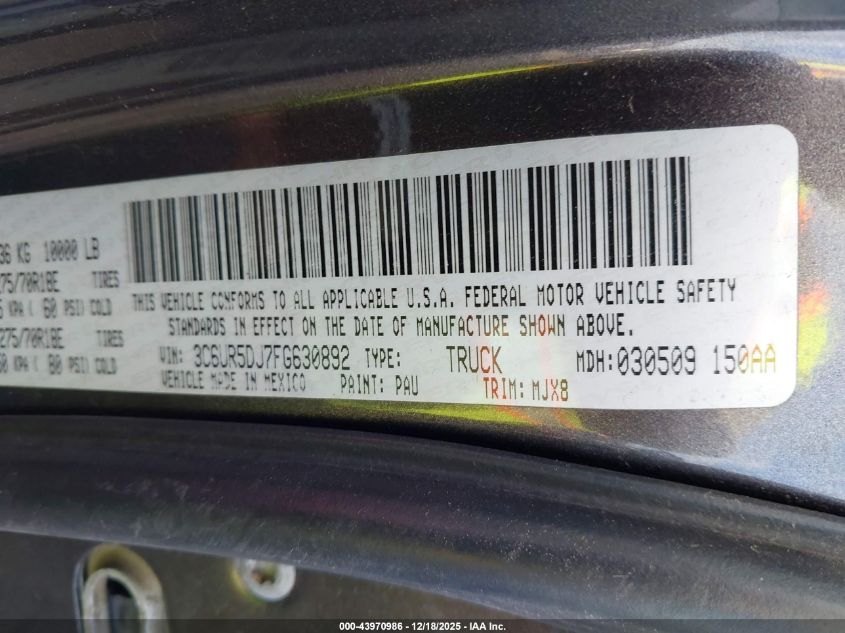 36 KG 10000 LB
275/70R18E TIRES
KPA ( 60 PSI) COLD
275/70R18E TIRES
KPA ( 80 PSI) COLD
THIS VEHICLE CONFORMS TO ALL APPLICABLE U.S.A. FEDERAL MOTOR VEHICLE SAFETY
STANDARDS IN EFFECT ON THE DATE OF MANUFACTURE SHOWN ABOVE.
VIN: 3C6UR5DJ7FG630892 TYPE: TRUCK MDH: 030509 150AA
VEHICLE MADE IN MEXICO PAINT: PAU TRIM: MJX8
000-43970986 - 12/18/2025 - IAA Inc.